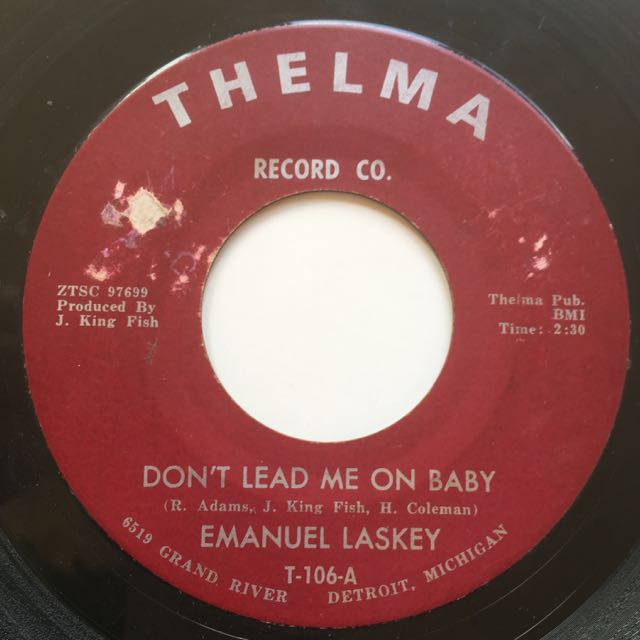 THELMA
RECORD CO.
ZTSC 97699
Produced By
J. King Fish
Thelma Pub.
BMI
Time: 2:30
DON'T LEAD ME ON BABY
(R. Adams, J. King Fish, H. Coleman)
EMANUEL LASKEY
T-106-A
6519 GRAND RIVER DETROIT, MICHIGAN